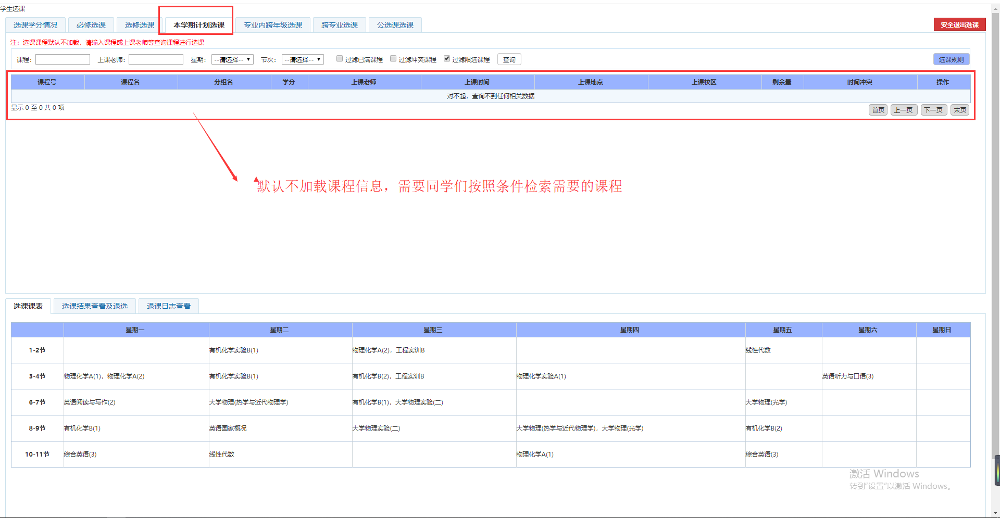 学生选课
选课学分情况 必修选课 选修选课 本学期计划选课 专业内跨年级选课 跨专业选课 公选课选课 安全退出选课
注：选课课程默认不加载，请输入课程或上课老师等查询课程进行选课
课程： 上课老师： 星期： --请选择-- 节次： --请选择-- 过滤已满课程 过滤冲突课程 过滤限选课程 查询 选课规则
课程号 课程名 分组名 学分 上课老师 上课时间 上课地点 上课校区 剩余量 时间冲突 操作
对不起，查询不到任何相关数据
显示 0 至 0 共 0 项 首页 上一页 下一页 末页
默认不加载课程信息，需要同学们按照条件检索需要的课程
选课课表 选课结果查看及退选 退课日志查看
星期一 星期二 星期三 星期四 星期五 星期六 星期日
1-2节 有机化学实验B(1) 物理化学A(2)，工程实训B 线性代数
3-4节 物理化学A(1)，物理化学A(2) 有机化学实验B(1) 有机化学B(2)，工程实训B 物理化学实验A(1) 英语听力与口语(3)
6-7节 英语阅读与写作(2) 大学物理(热学与近代物理学) 有机化学B(1)，大学物理实验(二) 大学物理(光学)
8-9节 有机化学B(1) 英语国家概况 大学物理实验(二) 大学物理(热学与近代物理学)，大学物理(光学) 有机化学B(2)
10-11节 综合英语(3) 线性代数 物理化学A(1) 综合英语(3)
激活 Windows
转到"设置"以激活 Windows。